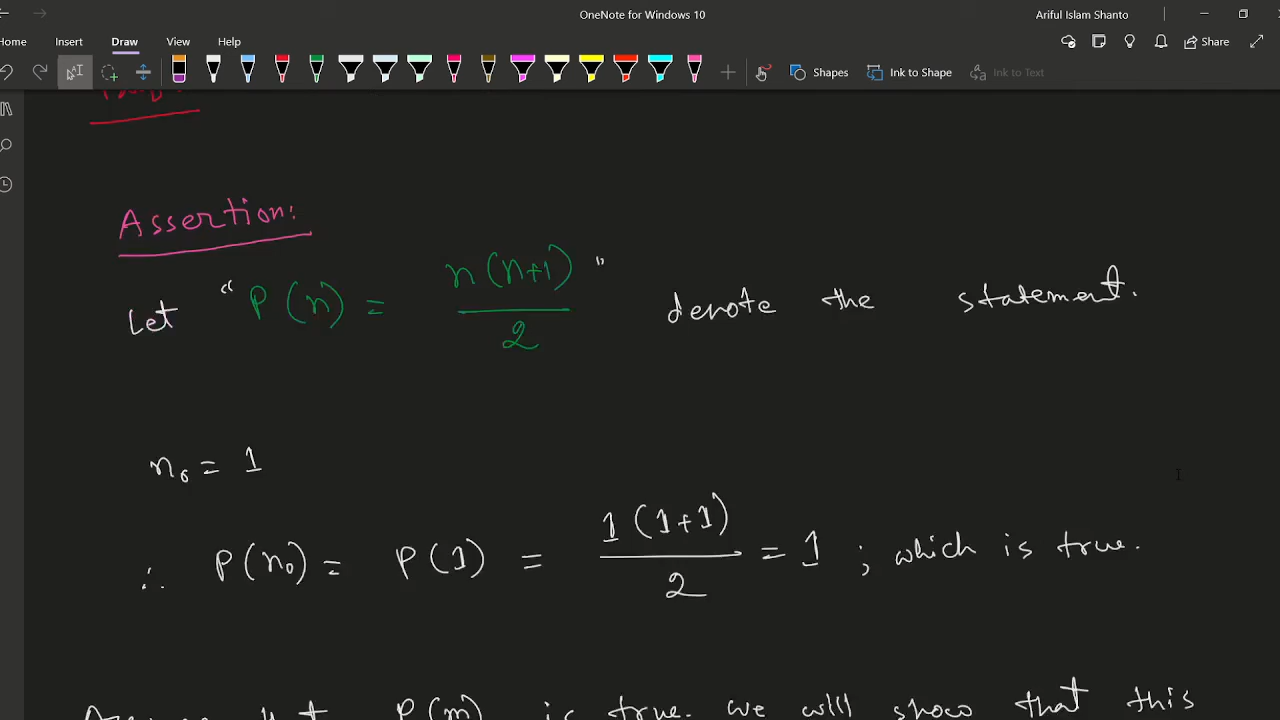 OneNote for Windows 10
Ariful Islam Shanto
Home Insert Draw View Help
Share
Shapes Ink to Shape Ink to Text
Assertion:
Let "P(n) = n(n+1)/2" denote the statement.
n₀ = 1
∴ P(n₀) = P(1) = 1(1+1)/2 = 1 ; which is true.
P(m) is true. we will show that this